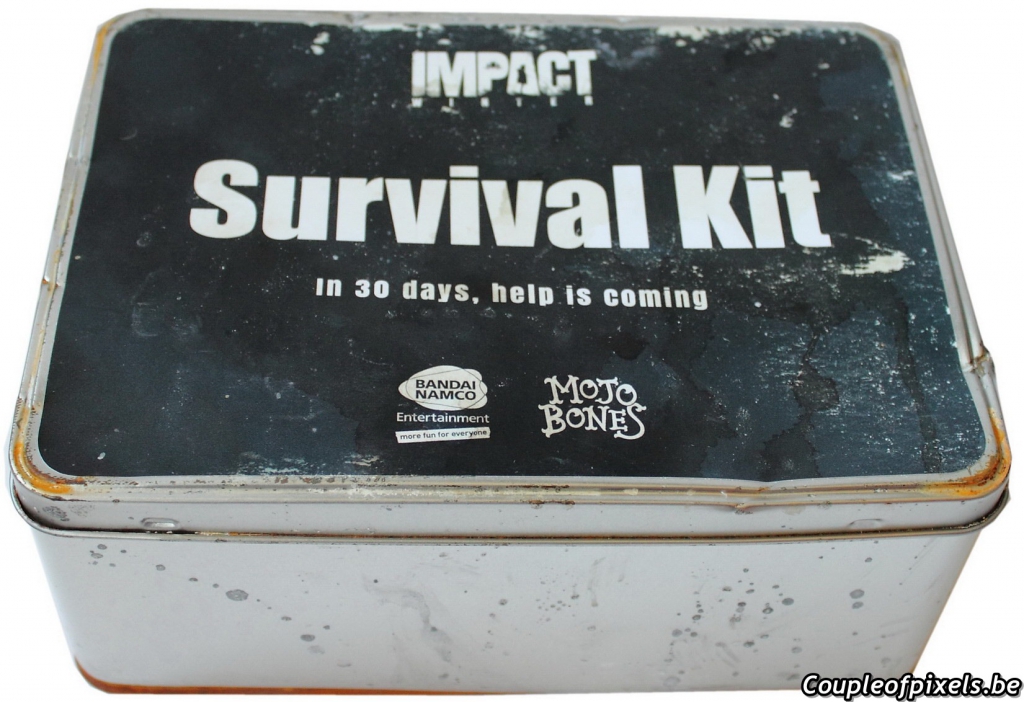 IMPACT
WINTER
Survival Kit
In 30 days, help is coming
BANDAI
NAMCO
Entertainment
more fun for everyone
MOJO
BONES
Coupleofpixels.be